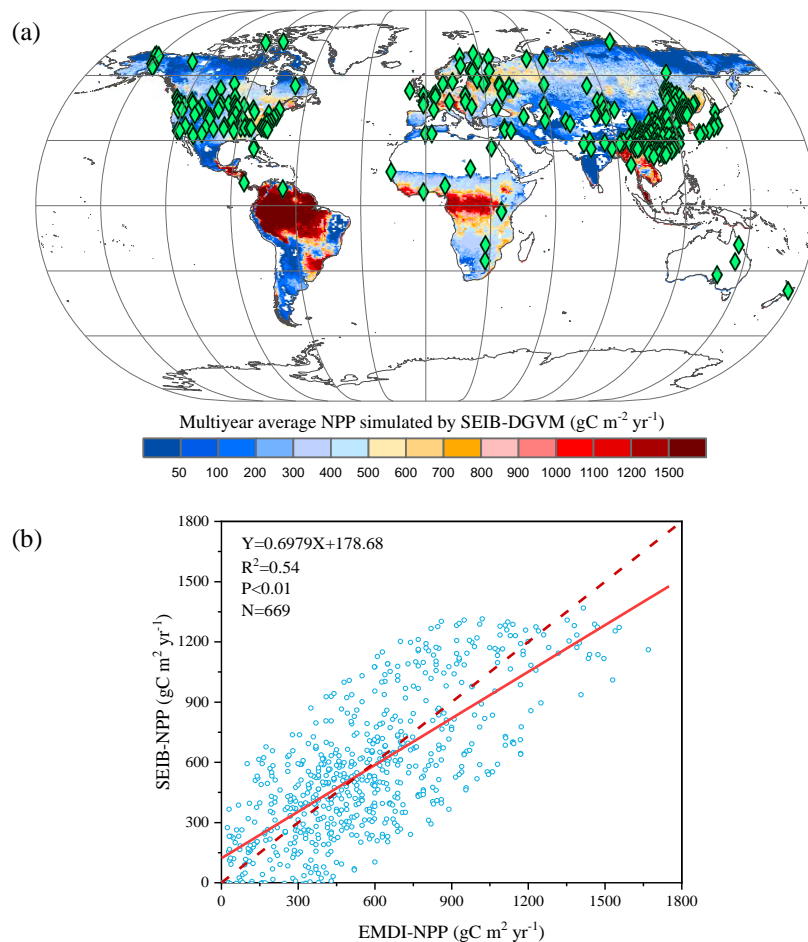 (a)
Multiyear average NPP simulated by SEIB-DGVM (gC m⁻² yr⁻¹)
50 100 200 300 400 500 600 700 800 900 1000 1100 1200 1500
(b)
1800
1500
1200
900
600
300
0
SEIB-NPP (gC m² yr⁻¹)
Y=0.6979X+178.68
R²=0.54
P<0.01
N=669
0 300 600 900 1200 1500 1800
EMDI-NPP (gC m² yr⁻¹)